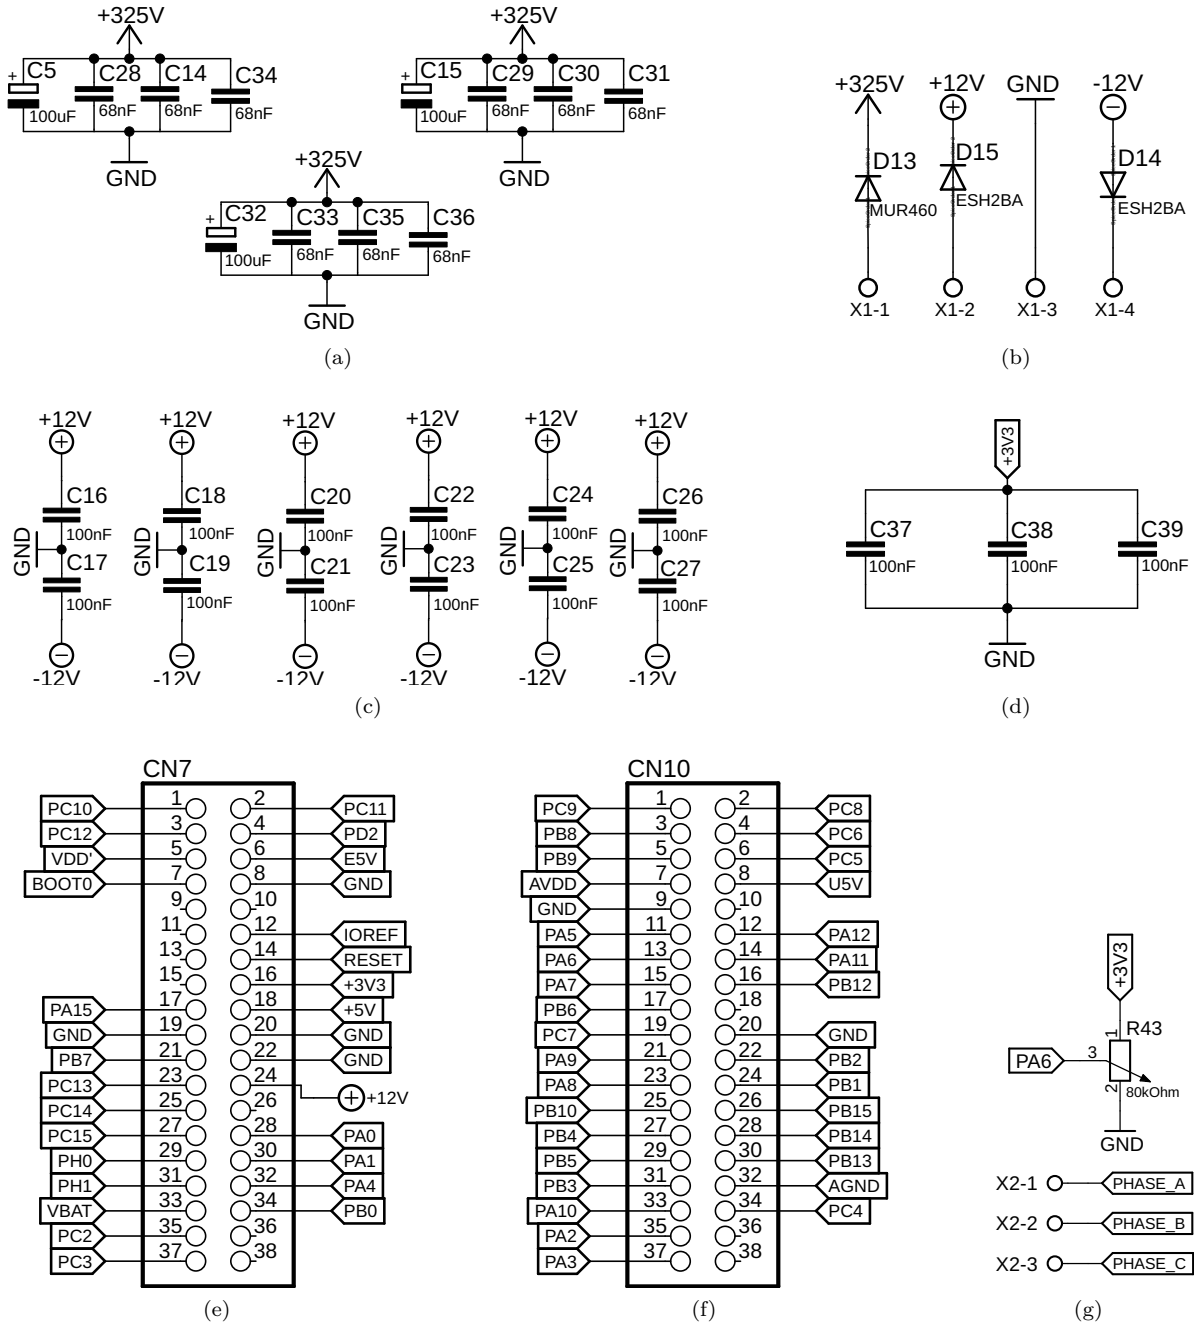 +325V
+ C5 C28 C14 C34
100uF 68nF 68nF 68nF
GND
+325V
+ C15 C29 C30 C31
100uF 68nF 68nF 68nF
GND
+325V
+ C32 C33 C35 C36
100uF 68nF 68nF 68nF
GND
(a)
+325V +12V GND -12V
D13 D15 D14
MUR460 ESH2BA ESH2BA
X1-1 X1-2 X1-3 X1-4
(b)
+12V +12V +12V +12V +12V +12V
C16 C18 C20 C22 C24 C26
100nF 100nF 100nF 100nF 100nF 100nF
GND GND GND GND GND GND
C17 C19 C21 C23 C25 C27
100nF 100nF 100nF 100nF 100nF 100nF
-12V -12V -12V -12V -12V -12V
(c)
+3V3
C37 C38 C39
100nF 100nF 100nF
GND
(d)
CN7
PC10 1 2 PC11
PC12 3 4 PD2
VDD' 5 6 E5V
BOOT0 7 8 GND
9 10
11 12 IOREF
13 14 RESET
15 16 +3V3
PA15 17 18 +5V
GND 19 20 GND
PB7 21 22 GND
PC13 23 24 +12V
PC14 25 26
PC15 27 28 PA0
PH0 29 30 PA1
PH1 31 32 PA4
VBAT 33 34 PB0
PC2 35 36
PC3 37 38
(e)
CN10
PC9 1 2 PC8
PB8 3 4 PC6
PB9 5 6 PC5
AVDD 7 8 U5V
GND 9 10
PA5 11 12 PA12
PA6 13 14 PA11
PA7 15 16 PB12
PB6 17 18
PC7 19 20 GND
PA9 21 22 PB2
PA8 23 24 PB1
PB10 25 26 PB15
PB4 27 28 PB14
PB5 29 30 PB13
PB3 31 32 AGND
PA10 33 34 PC4
PA2 35 36
PA3 37 38
(f)
+3V3
1 R43
PA6 3
2 80kOhm
GND
X2-1 PHASE_A
X2-2 PHASE_B
X2-3 PHASE_C
(g)